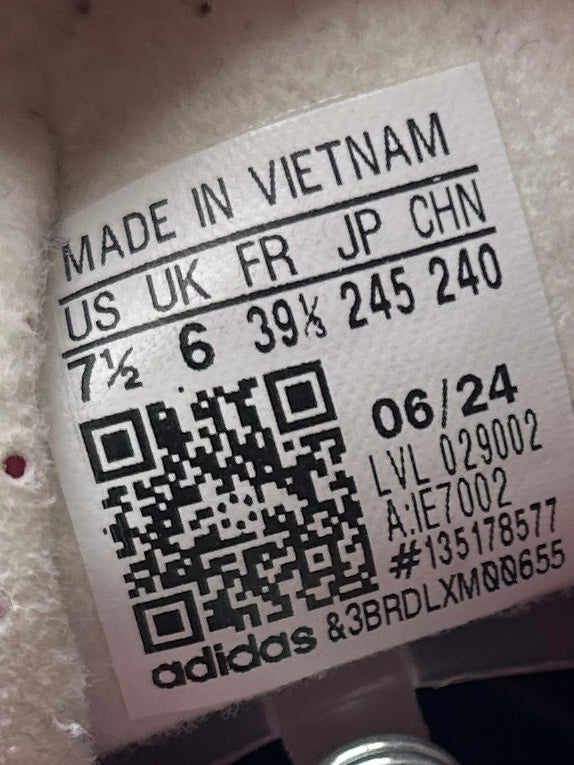 MADE IN VIETNAM
US UK FR JP CHN
7½ 6 39⅓ 245 240
06/24
LVL 029002
A:IE7002
#135178577
&3BRDLXM00655
adidas